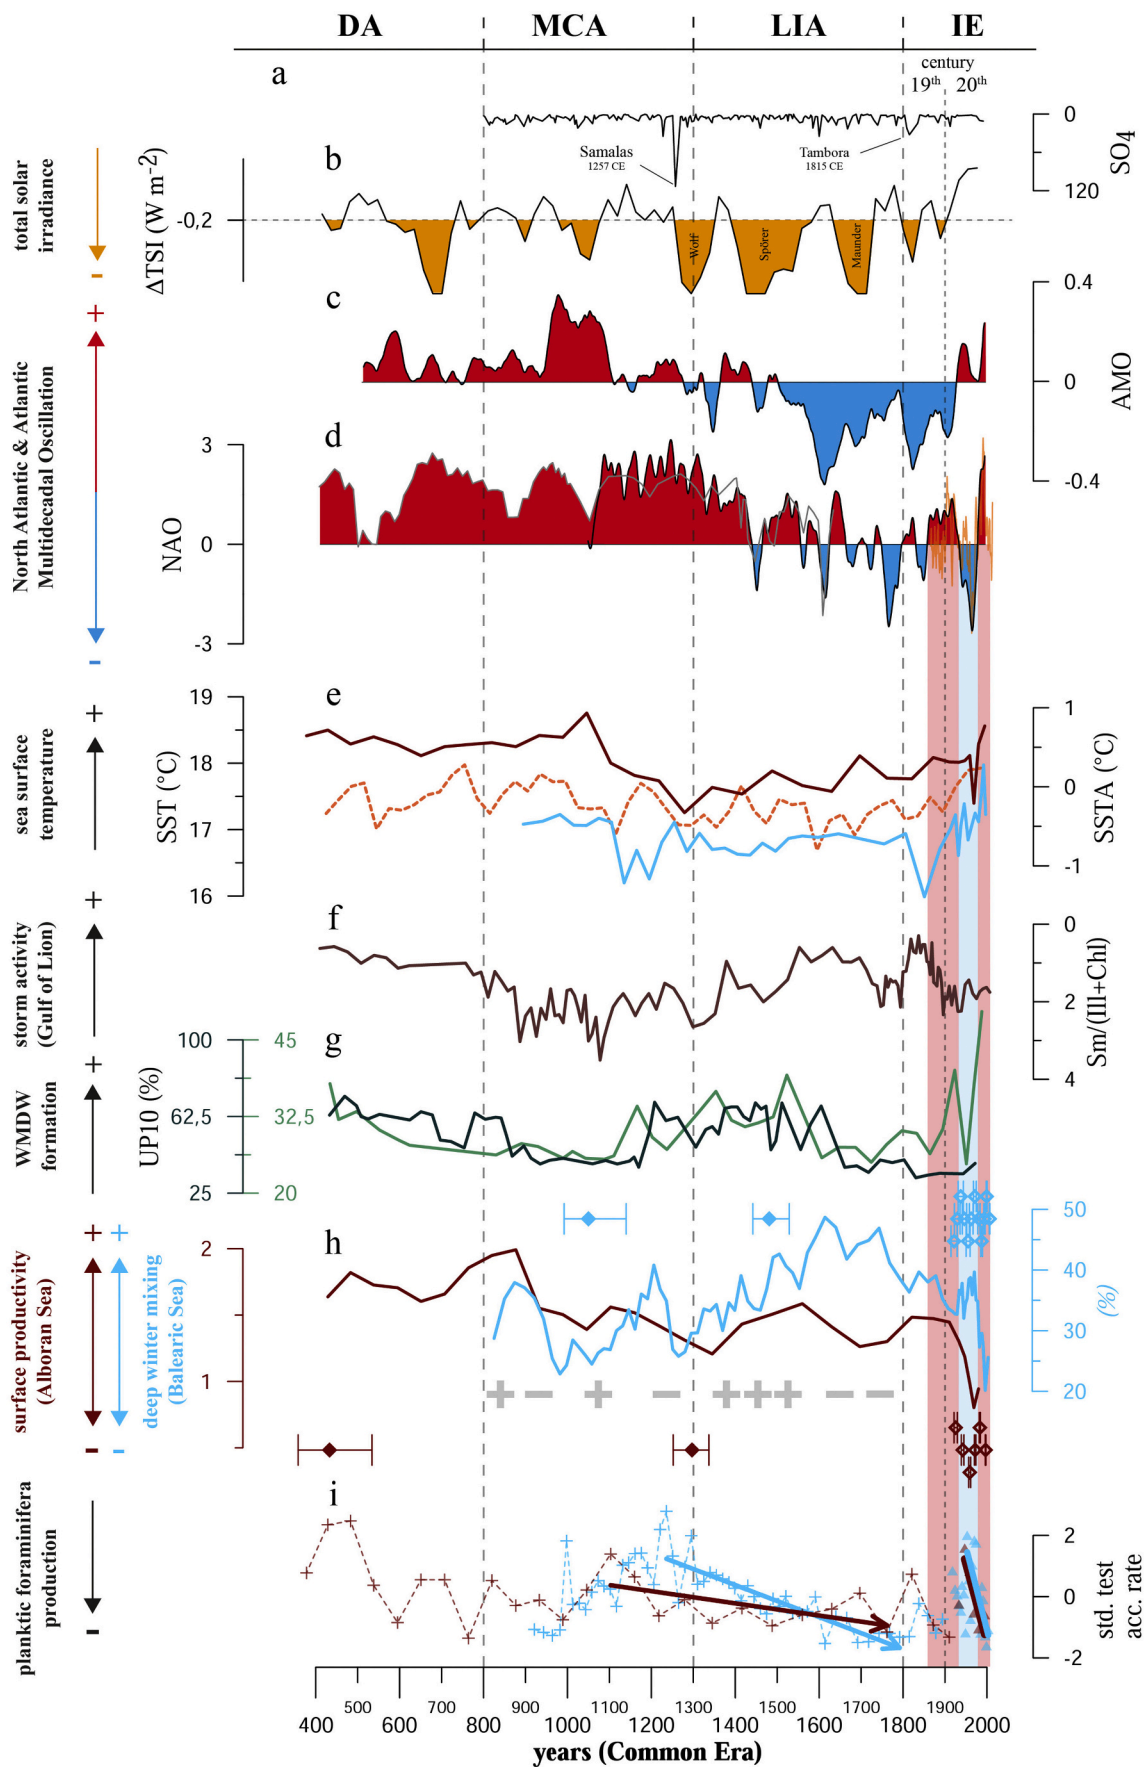 DA MCA LIA IE
century
19th 20th
a
0
SO4
120
Samalas
1257 CE
Tambora
1815 CE
b
total solar
irradiance
-
ΔTSI (W m-2)
-0,2
Wolf
Spörer
Maunder
c
0.4
0
-0.4
AMO
+
North Atlantic & Atlantic
Multidecadal Oscillation
-
d
3
0
-3
NAO
e
+
sea surface
temperature
SST (°C)
19
18
17
16
1
0
-1
SSTA (°C)
f
+
storm activity
(Gulf of Lion)
0
2
4
Sm/(Ill+Chl)
g
+
WMDW
formation
UP10 (%)
100
62,5
25
45
32,5
20
h
+ +
surface productivity
(Alboran Sea)
deep winter mixing
(Balearic Sea)
- -
2
1
50
40
30
20
(%)
+ - + - + + + - -
i
planktic foraminifera
production
-
2
0
-2
std. test
acc. rate
500 700 900 1100 1300 1500 1700 1900
400 600 800 1000 1200 1400 1600 1800 2000
years (Common Era)